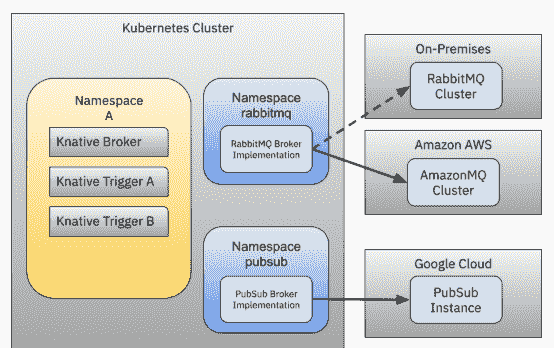 Kubernetes Cluster
Namespace
A
Knative Broker
Knative Trigger A
Knative Trigger B
Namespace
rabbitmq
RabbitMQ Broker
Implementation
Namespace
pubsub
PubSub Broker
Implementation
On-Premises
RabbitMQ
Cluster
Amazon AWS
AmazonMQ
Cluster
Google Cloud
PubSub
Instance